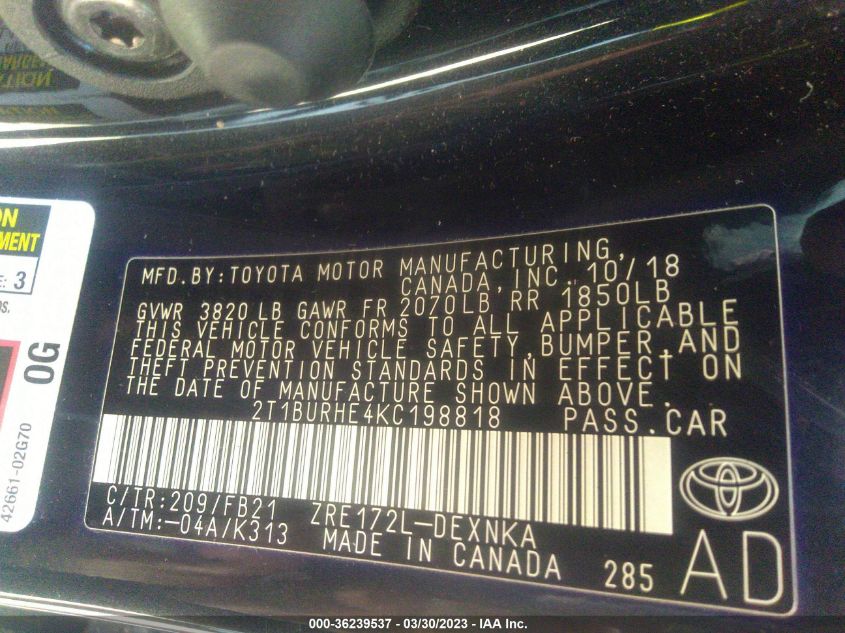 ON
MENT
E: 3
OS.
0G
42661-02G70
MFD.BY:TOYOTA MOTOR MANUFACTURING,
CANADA, INC. 10/18
GVWR 3820 LB GAWR FR 2070LB RR 1850LB
THIS VEHICLE CONFORMS TO ALL APPLICABLE
FEDERAL MOTOR VEHICLE SAFETY,BUMPER,AND
THEFT PREVENTION STANDARDS IN EFFECT ON
THE DATE OF MANUFACTURE SHOWN ABOVE.
2T1BURHE4KC198818 PASS.CAR
C/TR:209/FB21 ZRE172L-DEXNKA
A/TM:-04A/K313 MADE IN CANADA
285
AD
000-36239537 - 03/30/2023 - IAA Inc.